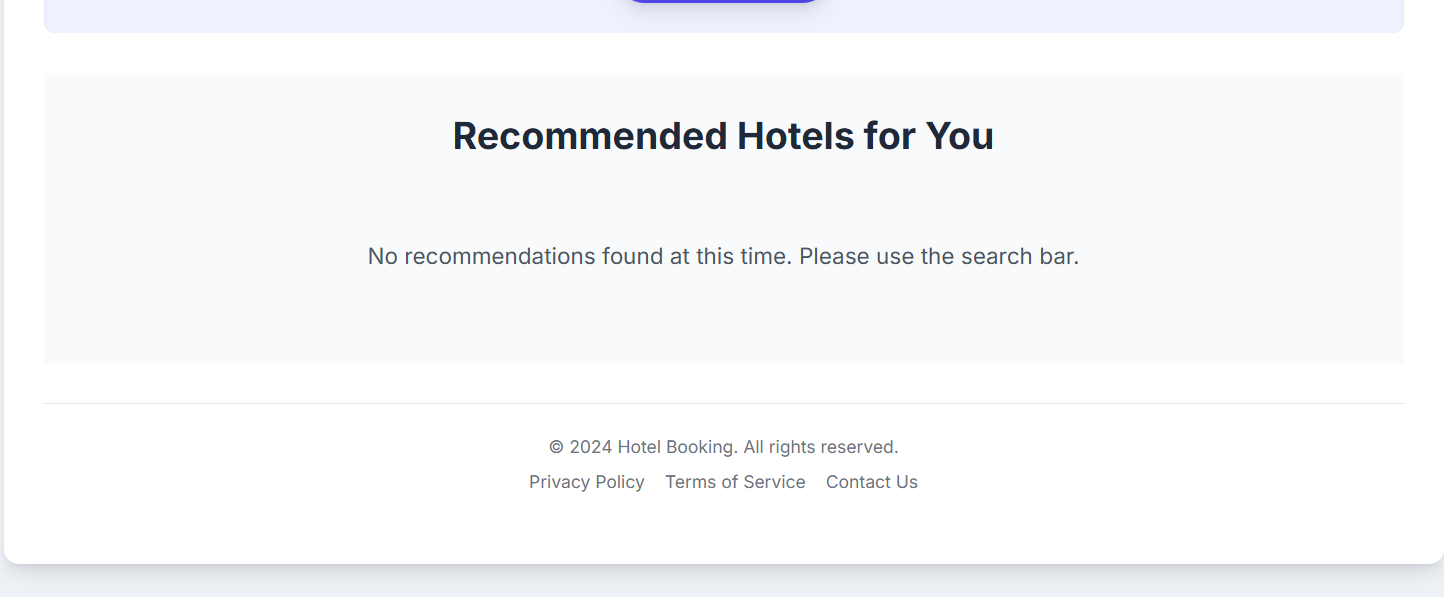 Recommended Hotels for You
No recommendations found at this time. Please use the search bar.
© 2024 Hotel Booking. All rights reserved.
Privacy Policy Terms of Service Contact Us